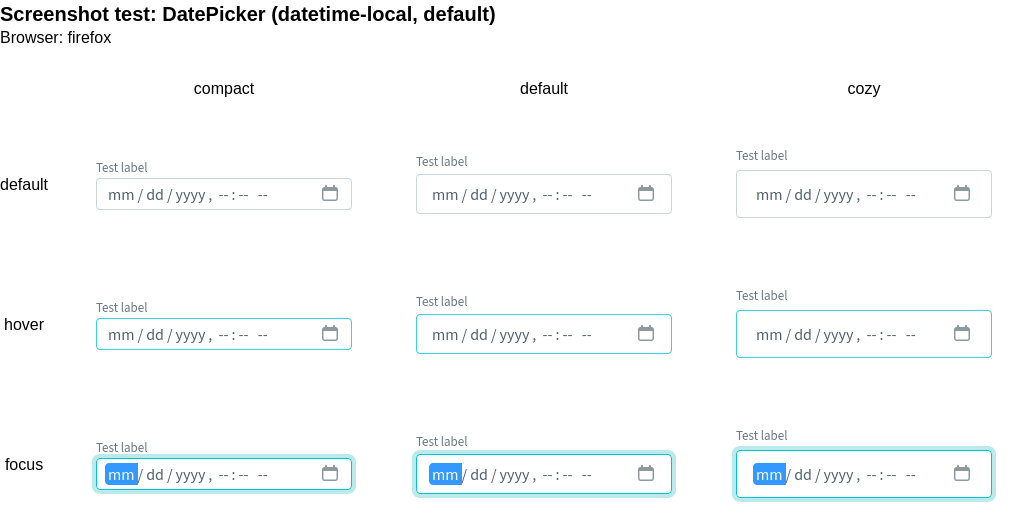 Screenshot test: DatePicker (datetime-local, default)
Browser: firefox
compact default cozy
Test label Test label Test label
default mm/dd/yyyy, --:-- -- mm/dd/yyyy, --:-- -- mm/dd/yyyy, --:-- --
Test label Test label Test label
hover mm/dd/yyyy, --:-- -- mm/dd/yyyy, --:-- -- mm/dd/yyyy, --:-- --
Test label Test label Test label
focus mm/dd/yyyy, --:-- -- mm/dd/yyyy, --:-- -- mm/dd/yyyy, --:-- --